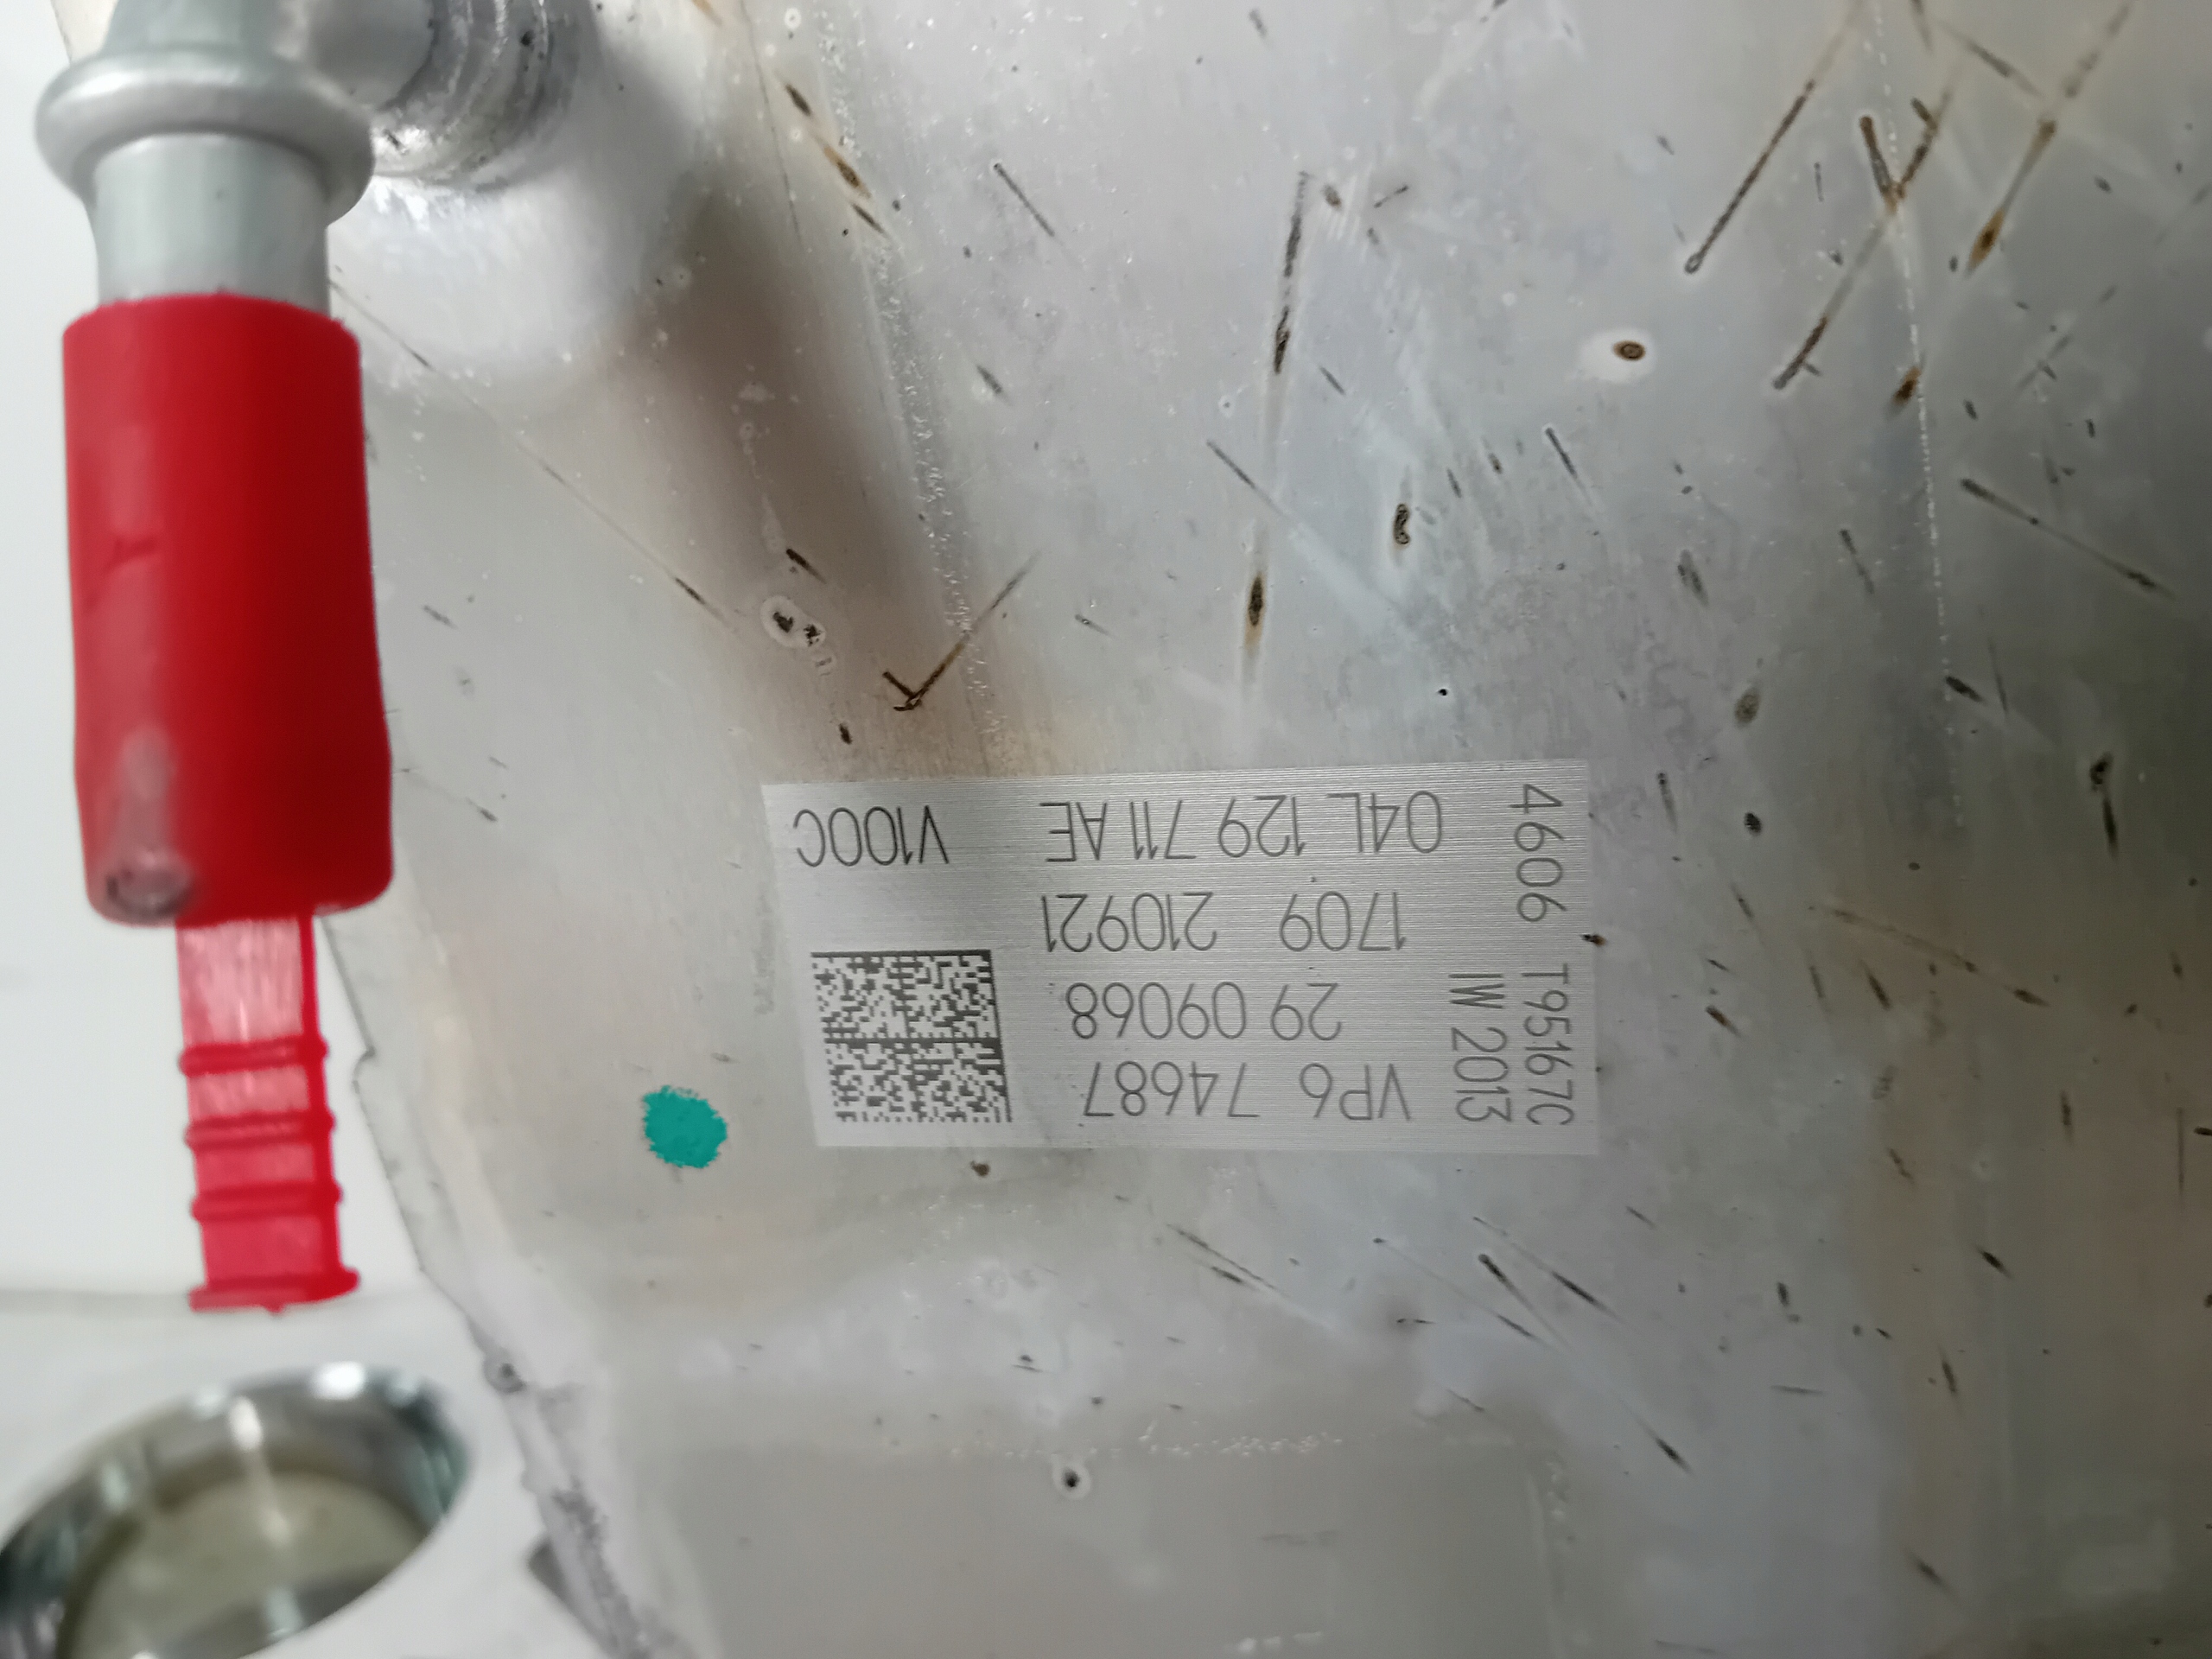 VP6 74687
29 09068
1709 210921
04L 129 711 AE V100C
4606 T95167C
IW 2013